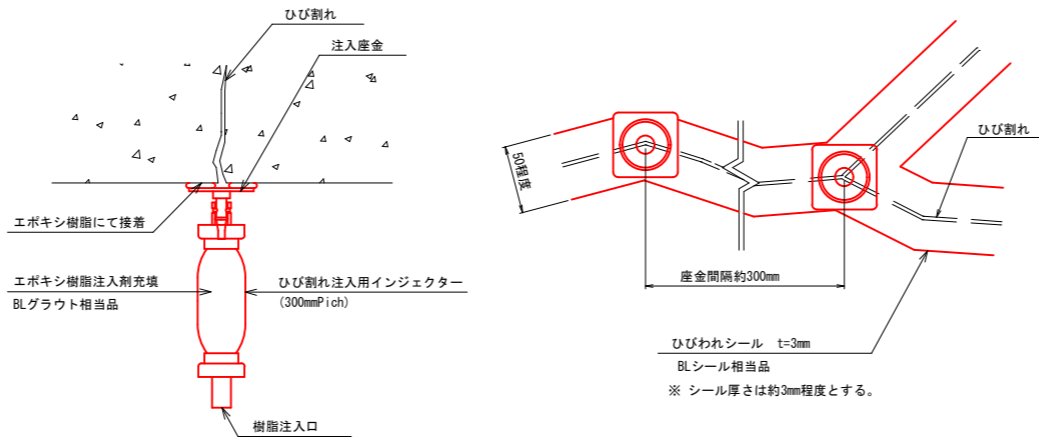 ひび割れ
注入座金
エポキシ樹脂にて接着
エポキシ樹脂注入剤充填
BLグラウト相当品
ひび割れ注入用インジェクター
(300mmPich)
樹脂注入口
50程度
ひび割れ
座金間隔約300mm
ひびわれシール t=3mm
BLシール相当品
※ シール厚さは約3mm程度とする。